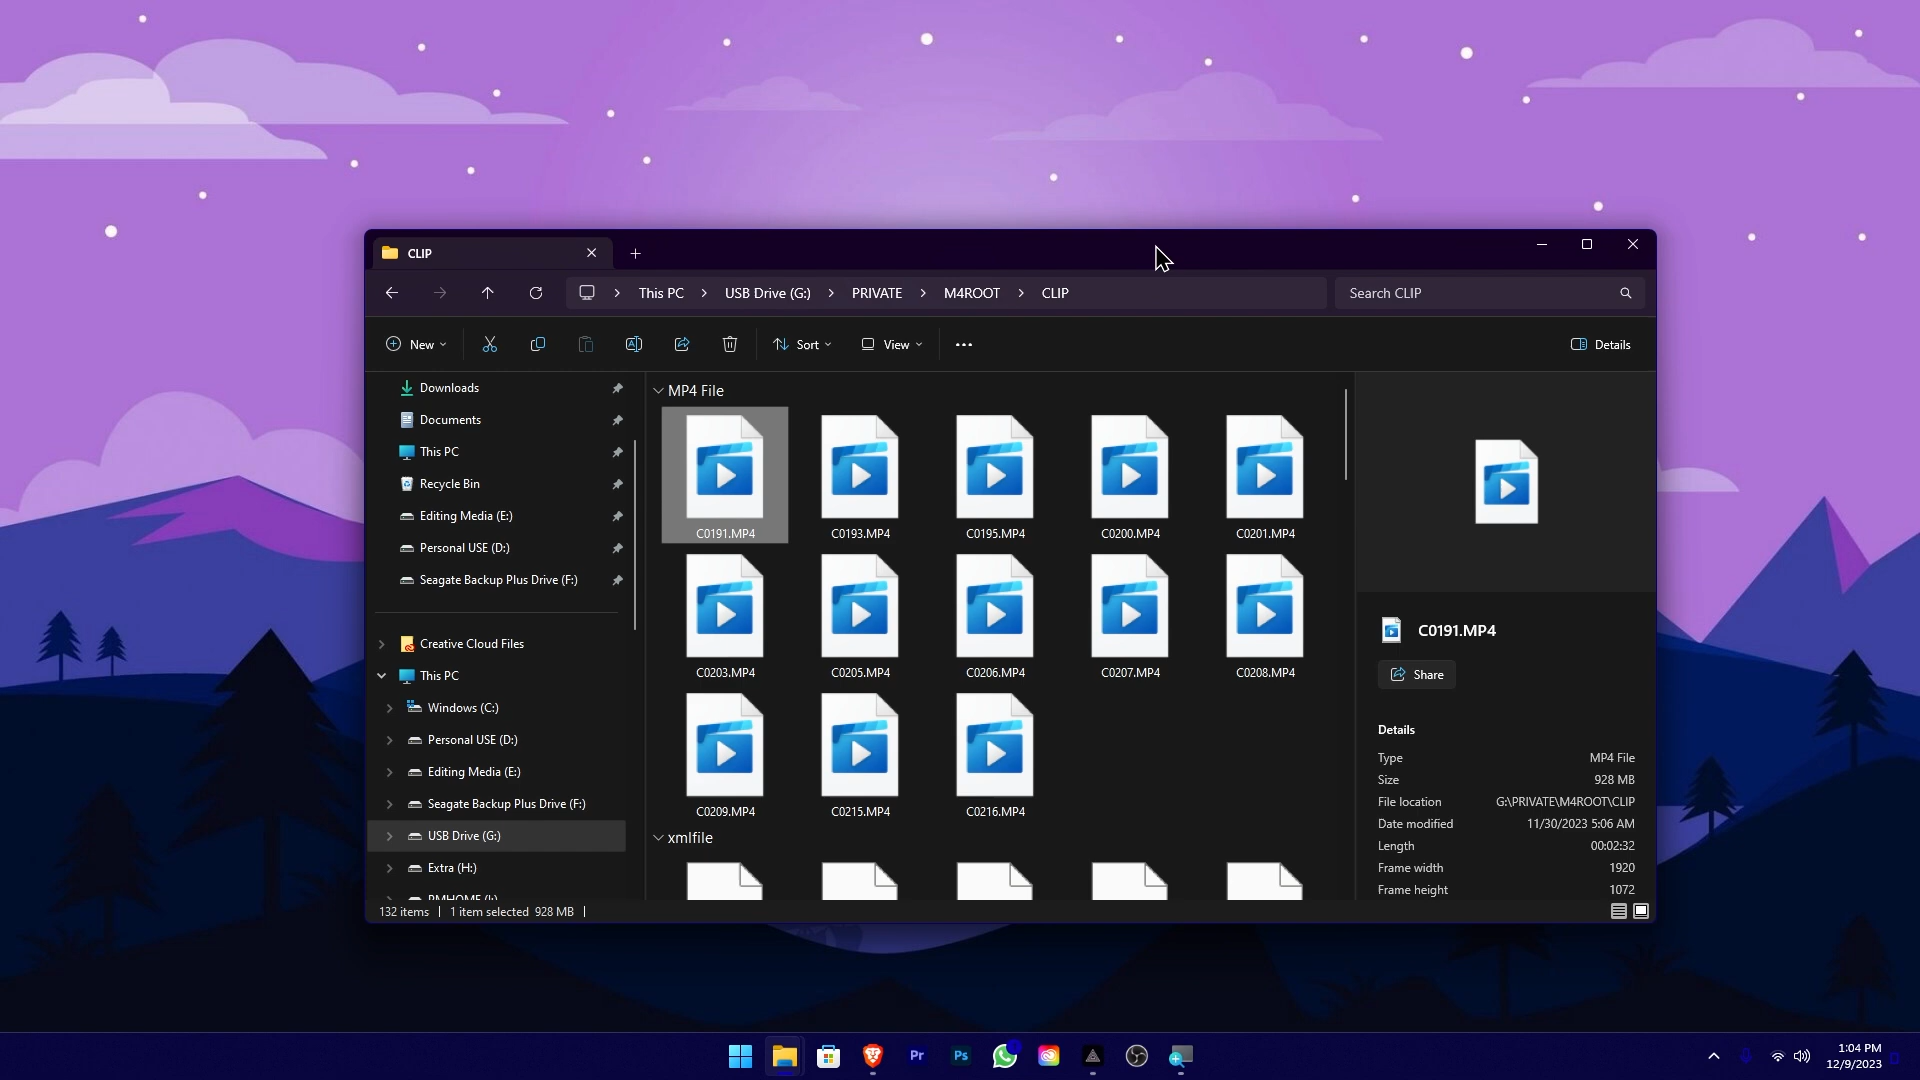 CLIP
This PC
USB Drive (G:)
PRIVATE
M4ROOT
CLIP
Search CLIP
New
Sort
View
Details
Downloads
Documents
This PC
Recycle Bin
Editing Media (E:)
Personal USE (D:)
Seagate Backup Plus Drive (F:)
Creative Cloud Files
This PC
Windows (C:)
Personal USE (D:)
Editing Media (E:)
Seagate Backup Plus Drive (F:)
USB Drive (G:)
Extra (H:)
MP4 File
C0191.MP4 C0193.MP4 C0195.MP4 C0200.MP4 C0201.MP4
C0203.MP4 C0205.MP4 C0206.MP4 C0207.MP4 C0208.MP4
C0209.MP4 C0215.MP4 C0216.MP4
xmlfile
C0191.MP4
Share
Details
Type MP4 File
Size 928 MB
File location G:\PRIVATE\M4ROOT\CLIP
Date modified 11/30/2023 5:06 AM
Length 00:02:32
Frame width 1920
Frame height 1072
132 items 1 item selected 928 MB
Pr
Ps
1:04 PM
12/9/2023